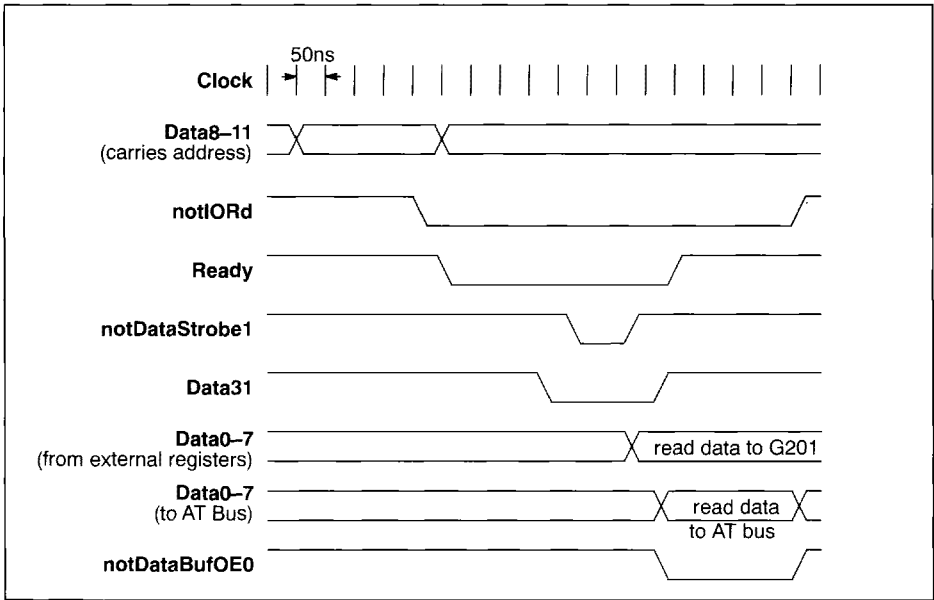 50ns
Clock
Data8–11
(carries address)
notIORd
Ready
notDataStrobe1
Data31
Data0–7
(from external registers)
read data to G201
Data0–7
(to AT Bus)
read data
to AT bus
notDataBufOE0